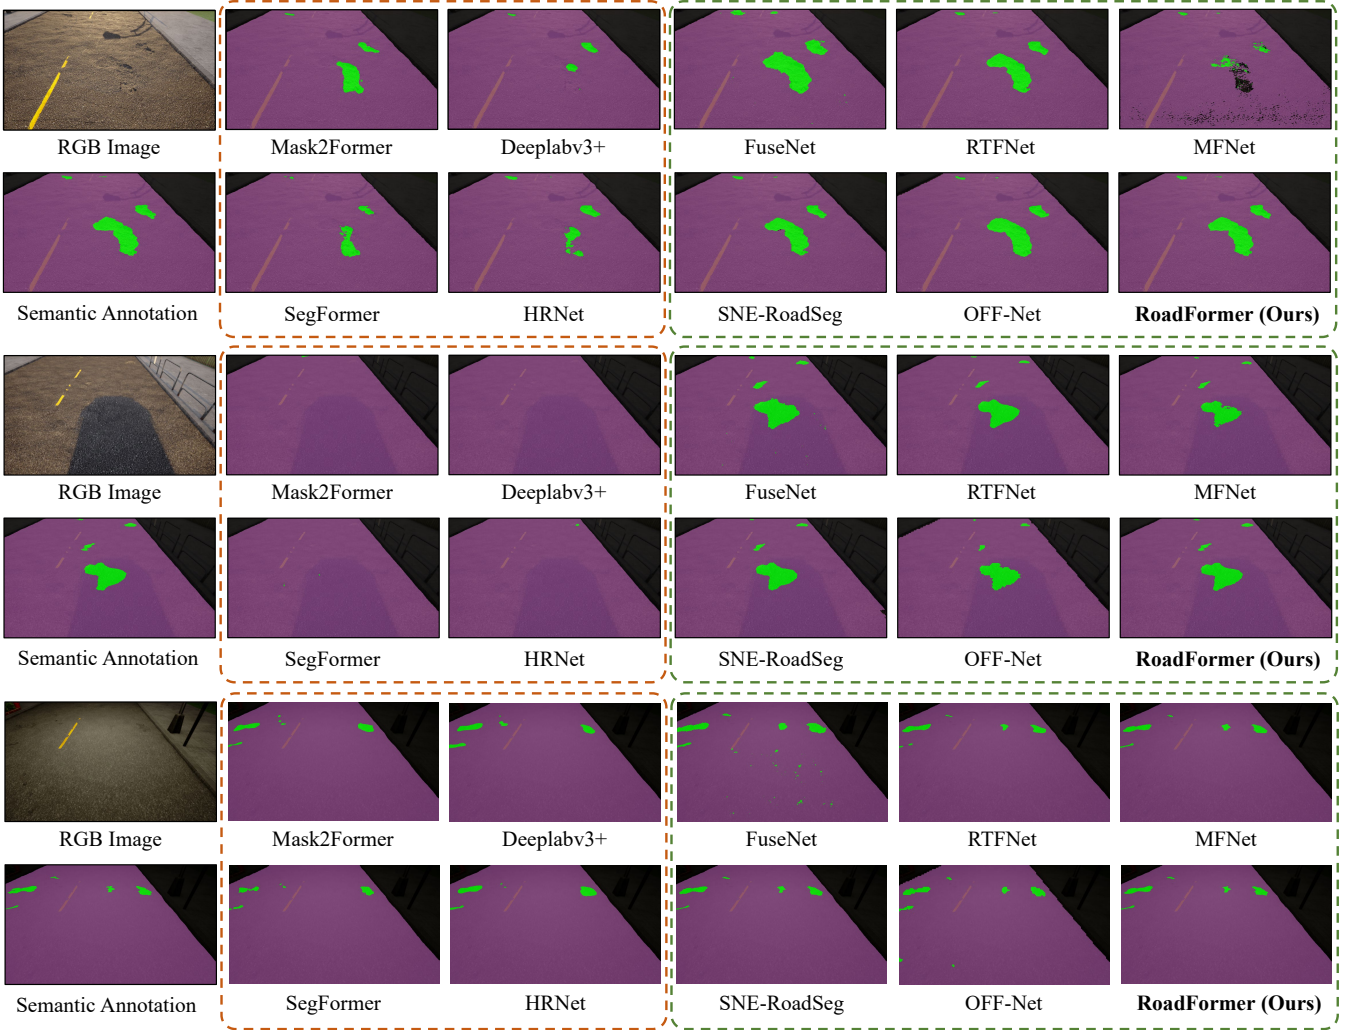 RGB Image
Mask2Former
Deeplabv3+
FuseNet
RTFNet
MFNet
Semantic Annotation
SegFormer
HRNet
SNE-RoadSeg
OFF-Net
RoadFormer (Ours)
RGB Image
Mask2Former
Deeplabv3+
FuseNet
RTFNet
MFNet
Semantic Annotation
SegFormer
HRNet
SNE-RoadSeg
OFF-Net
RoadFormer (Ours)
RGB Image
Mask2Former
Deeplabv3+
FuseNet
RTFNet
MFNet
Semantic Annotation
SegFormer
HRNet
SNE-RoadSeg
OFF-Net
RoadFormer (Ours)